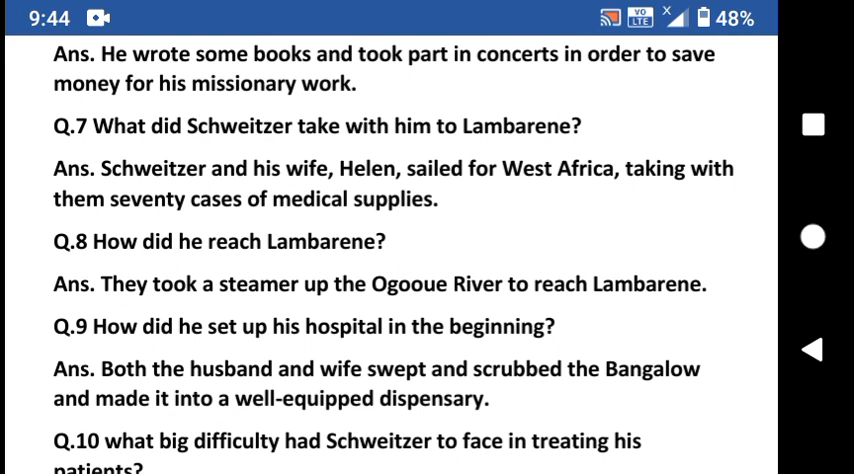 9:44
VO
LTE
X
48%
Ans. He wrote some books and took part in concerts in order to save
money for his missionary work.
Q.7 What did Schweitzer take with him to Lambarene?
Ans. Schweitzer and his wife, Helen, sailed for West Africa, taking with
them seventy cases of medical supplies.
Q.8 How did he reach Lambarene?
Ans. They took a steamer up the Ogooue River to reach Lambarene.
Q.9 How did he set up his hospital in the beginning?
Ans. Both the husband and wife swept and scrubbed the Bangalow
and made it into a well-equipped dispensary.
Q.10 what big difficulty had Schweitzer to face in treating his
patients?